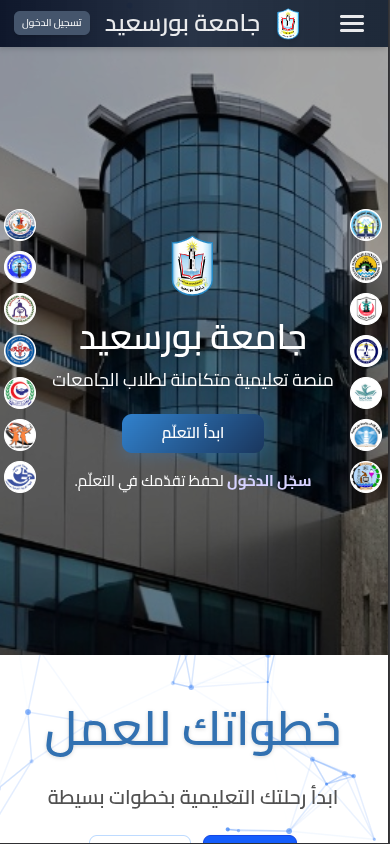 جامعة بورسعيد
تسجيل الدخول
جامعة بورسعيد
منصة تعليمية متكاملة لطلاب الجامعات
ابدأ التعلّم
سجّل الدخول لحفظ تقدّمك في التعلّم.
خطواتك للعمل
ابدأ رحلتك التعليمية بخطوات بسيطة